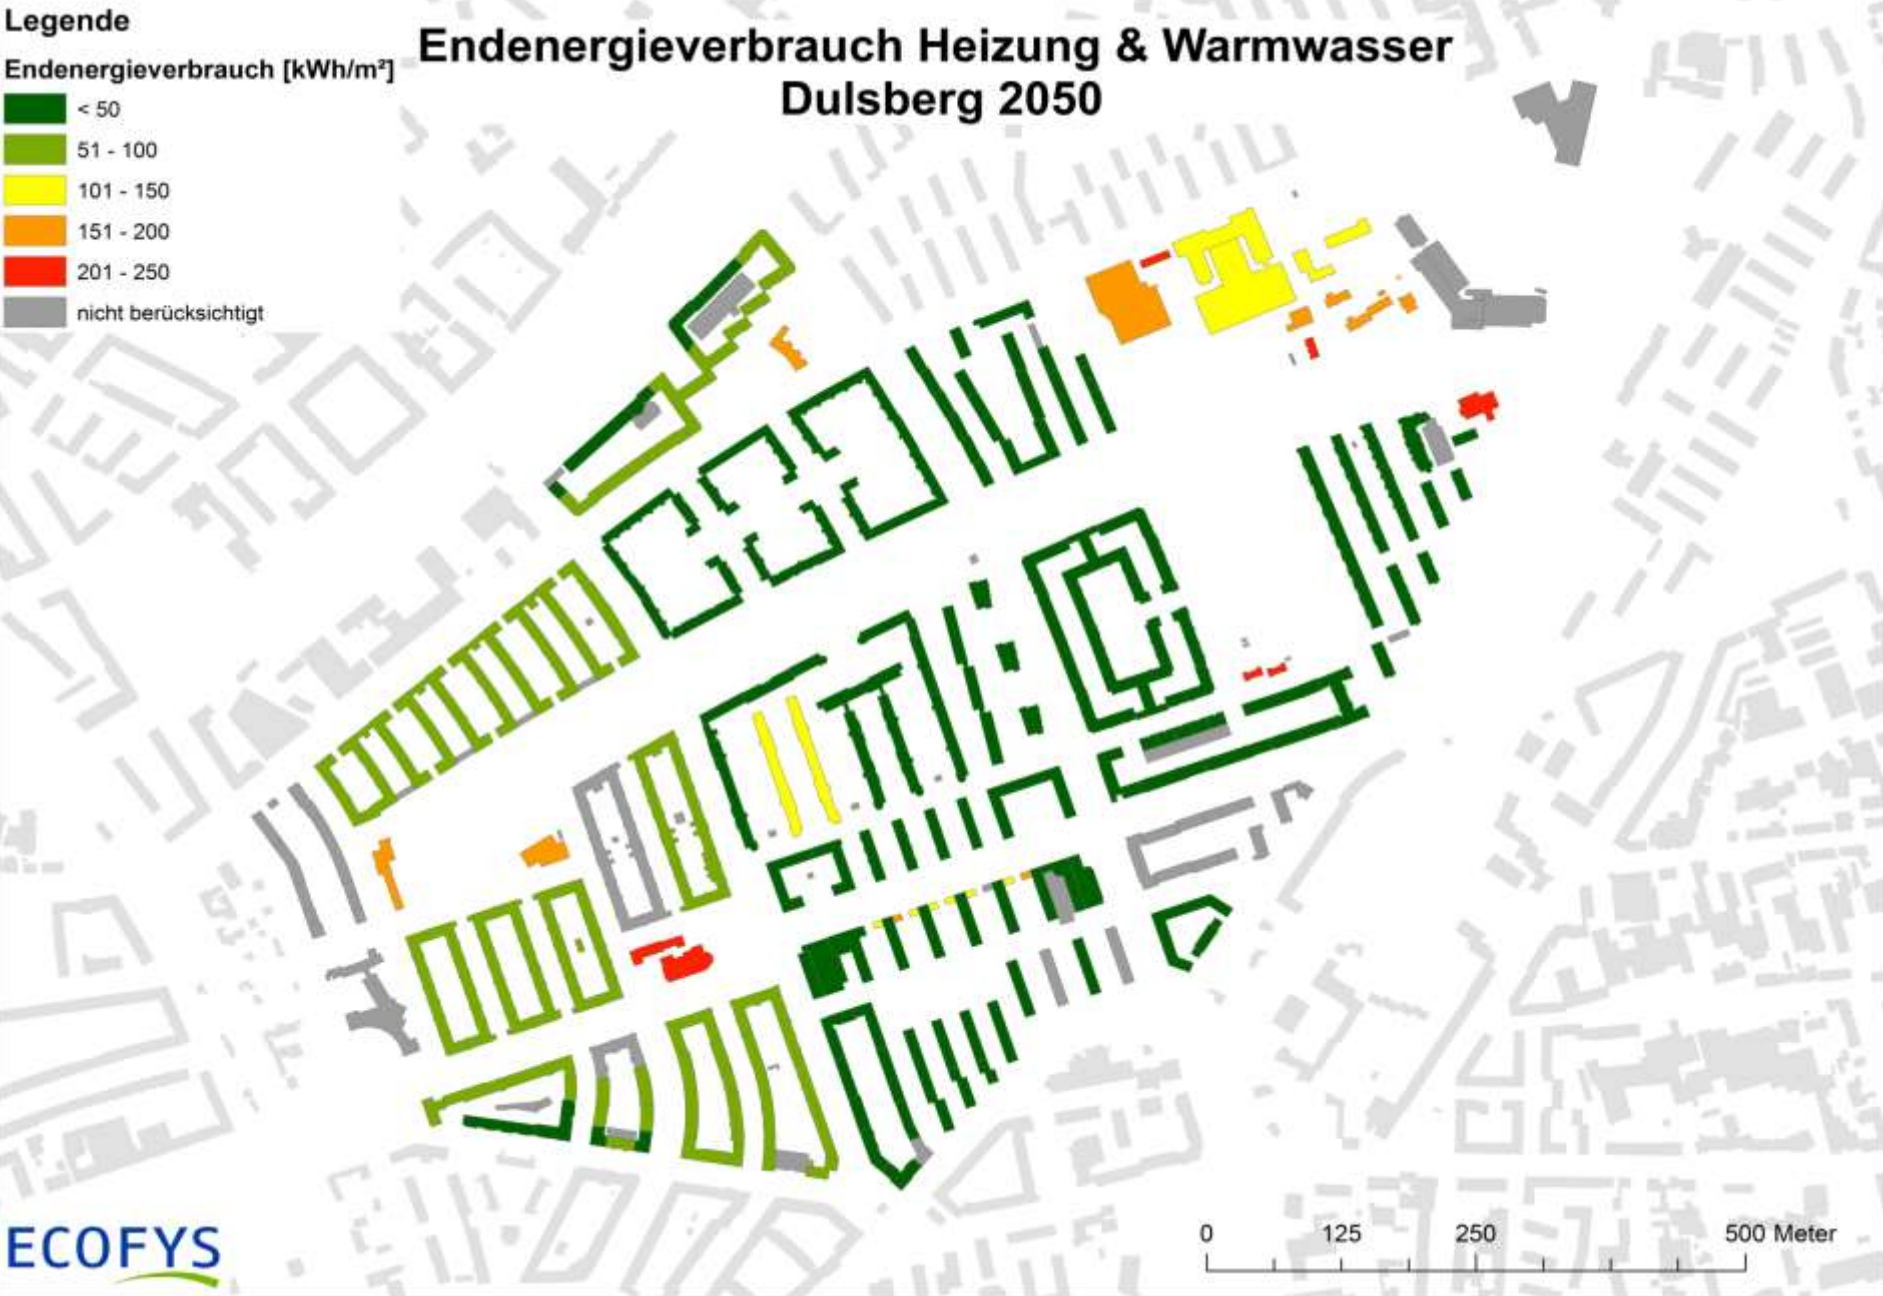 Legende
Endenergieverbrauch [kWh/m²]
< 50
51 - 100
101 - 150
151 - 200
201 - 250
nicht berücksichtigt
Endenergieverbrauch Heizung & Warmwasser
Dulsberg 2050
ECOFYS
0 125 250 500 Meter